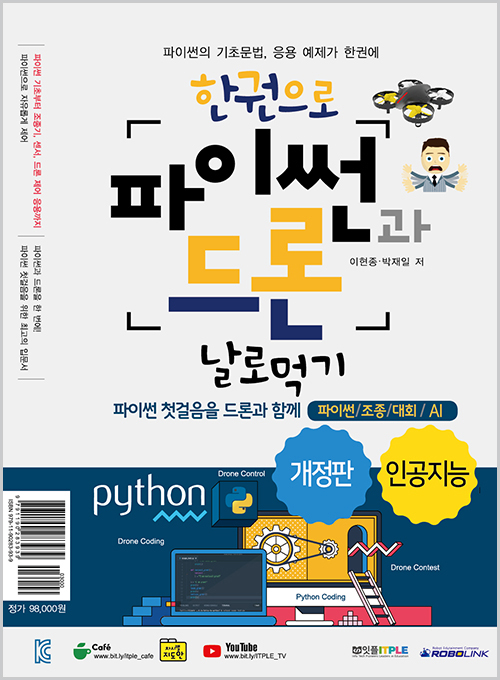 파이썬의 기초문법, 응용 예제가 한권에
한권으로
파이썬과
드론
이현종·박재일 저
날로먹기
파이썬 첫걸음을 드론과 함께
파이썬/조종/대회/AI
개정판
인공지능
파이썬 기초부터 조종기, 센서, 드론 제어 응용까지
파이썬으로 자유롭게 제어
파이썬과 드론을 한 번에!
파이썬 첫걸음을 위한 최고의 입문서
python
Drone Control
Drone Coding
Drone Contest
Python Coding
정가 98,000원
KC
Café
www.bit.ly/itple_cafe
YouTube
www.bit.ly/ITPLE_TV
잇플 ITPLE
ROBOLINK